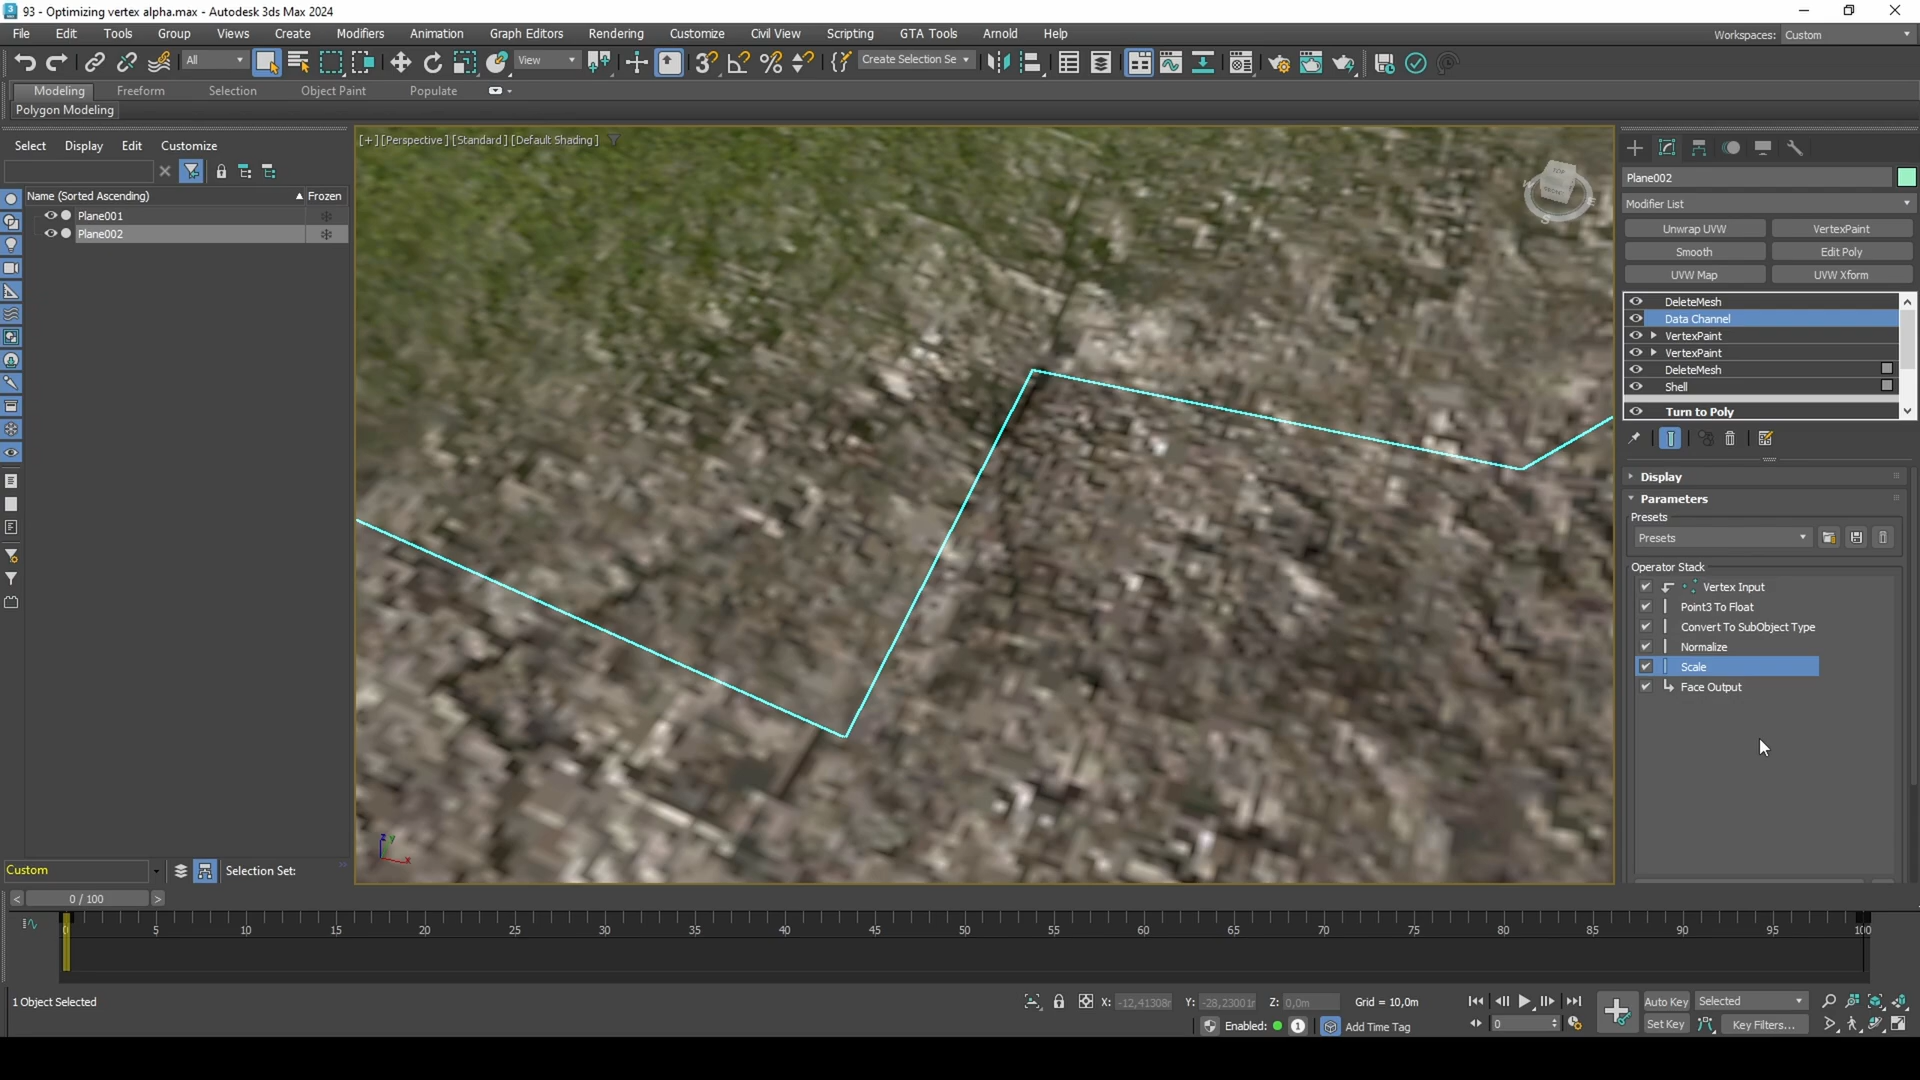 93 - Optimizing vertex alpha.max - Autodesk 3ds Max 2024
File Edit Tools Group Views Create Modifiers Animation Graph Editors Rendering Customize Civil View Scripting GTA Tools Arnold Help
Workspaces: Custom
All View Create Selection Se
Modeling Freeform Selection Object Paint Populate
Polygon Modeling
Select Display Edit Customize
Name (Sorted Ascending) Frozen
Plane001
Plane002
[+] [Perspective] [Standard] [Default Shading]
Plane002
Modifier List
Unwrap UVW VertexPaint
Smooth Edit Poly
UVW Map UVW Xform
DeleteMesh
Data Channel
VertexPaint
VertexPaint
DeleteMesh
Shell
Turn to Poly
Display
Parameters
Presets
Presets
Operator Stack
Vertex Input
Point3 To Float
Convert To SubObject Type
Normalize
Scale
Face Output
Custom Selection Set:
0 / 100
0 5 10 15 20 25 30 35 40 45 50 55 60 65 70 75 80 85 90 95 100
1 Object Selected
X: -12,41308m Y: -28,23001m Z: 0,0m Grid = 10,0m
Auto Key Selected
Enabled: 1 Add Time Tag
0
Set Key Key Filters...